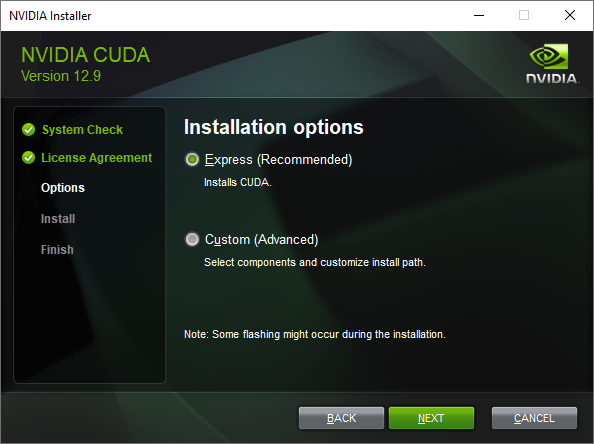 NVIDIA Installer
NVIDIA CUDA
Version 12.9
NVIDIA.
System Check
License Agreement
Options
Install
Finish
Installation options
Express (Recommended)
Installs CUDA.
Custom (Advanced)
Select components and customize install path.
Note: Some flashing might occur during the installation.
BACK
NEXT
CANCEL